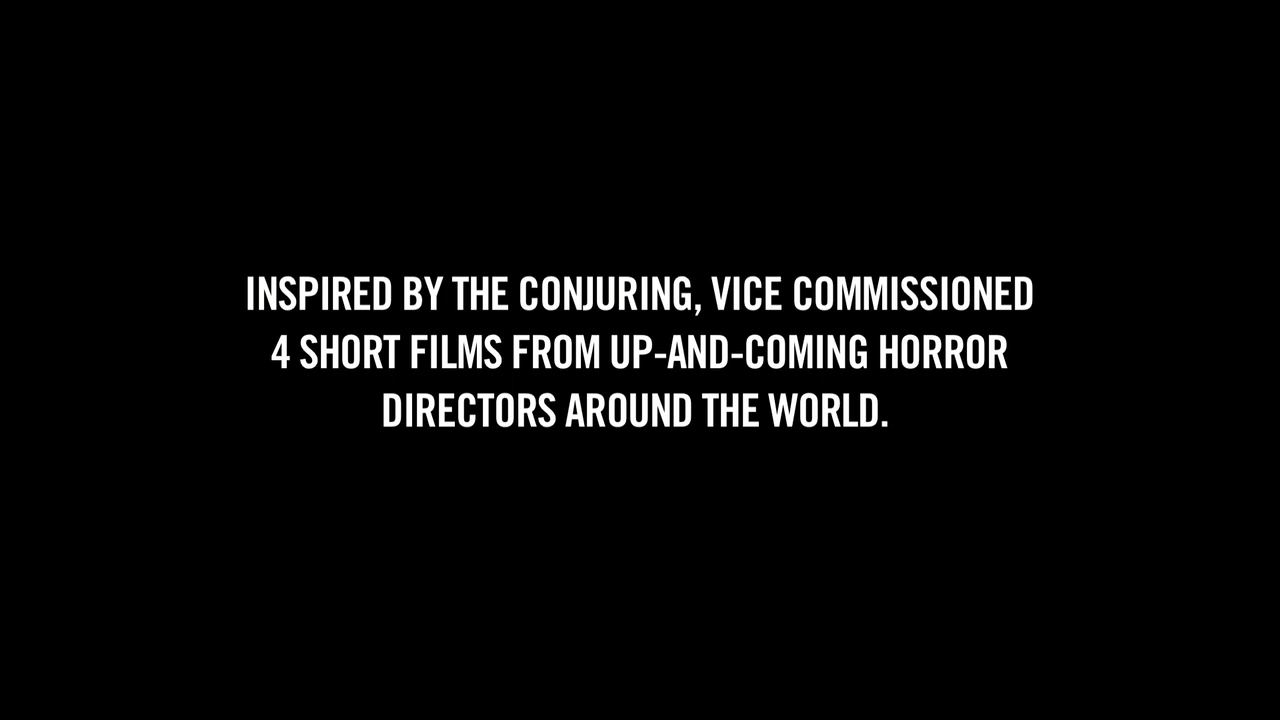 INSPIRED BY THE CONJURING, VICE COMMISSIONED
4 SHORT FILMS FROM UP-AND-COMING HORROR
DIRECTORS AROUND THE WORLD.